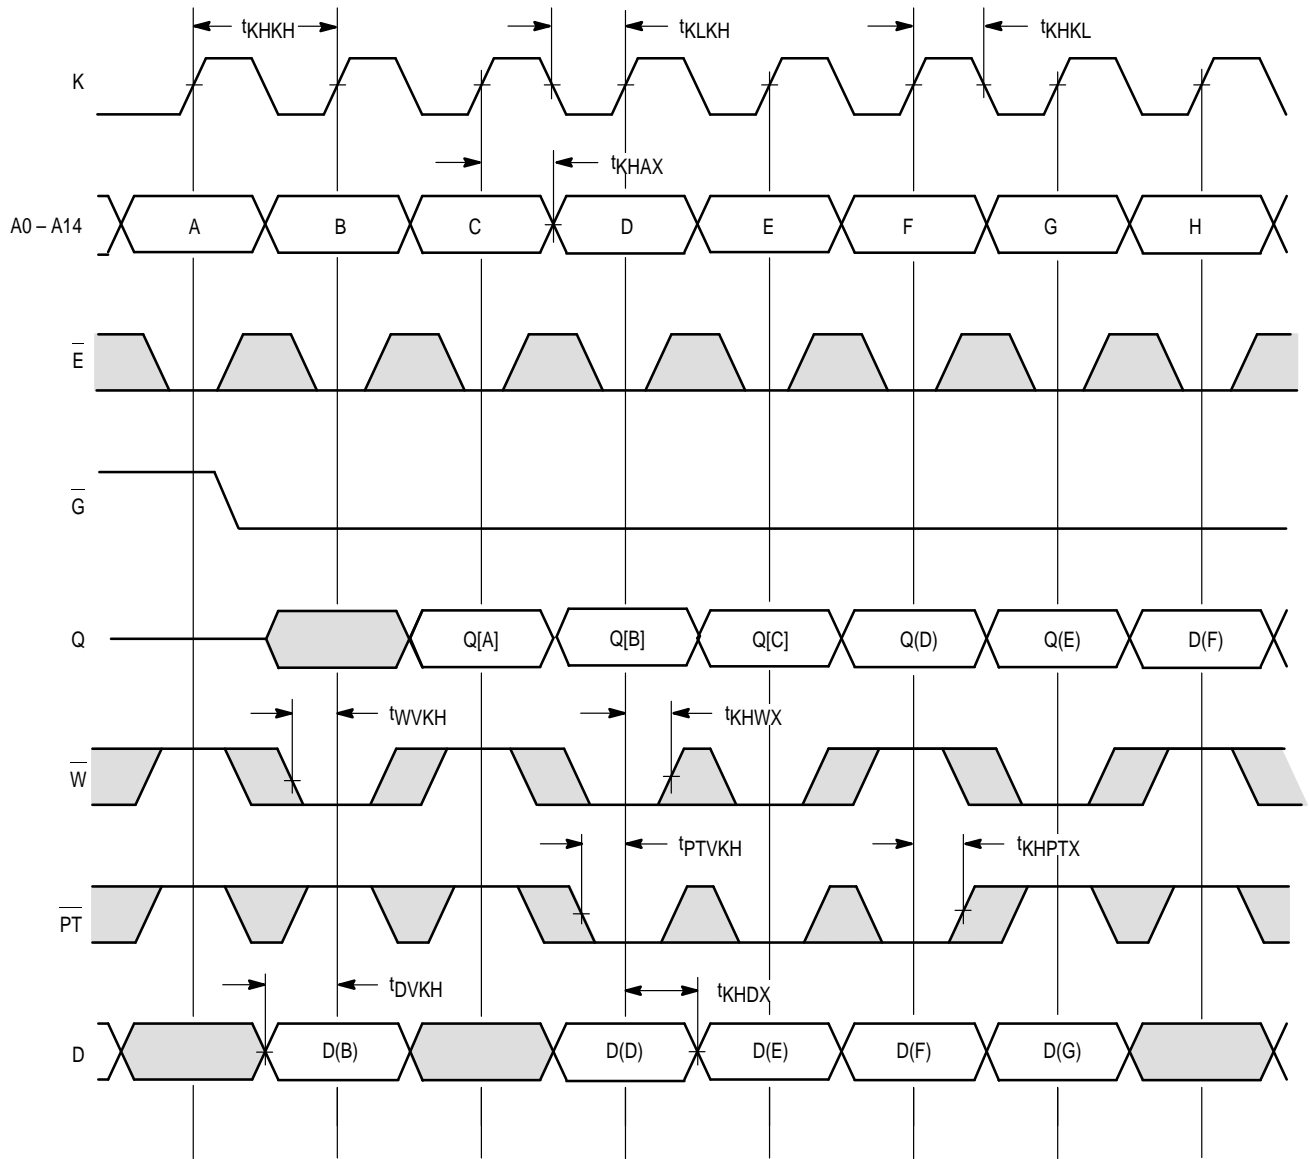 tKHKH tKLKH tKHKL
K
tKHAX
A0 – A14 A B C D E F G H
E
G
Q Q[A] Q[B] Q[C] Q(D) Q(E) D(F)
tWVKH tKHWX
W
tPTVKH tKHPTX
PT
tDVKH tKHDX
D D(B) D(D) D(E) D(F) D(G)